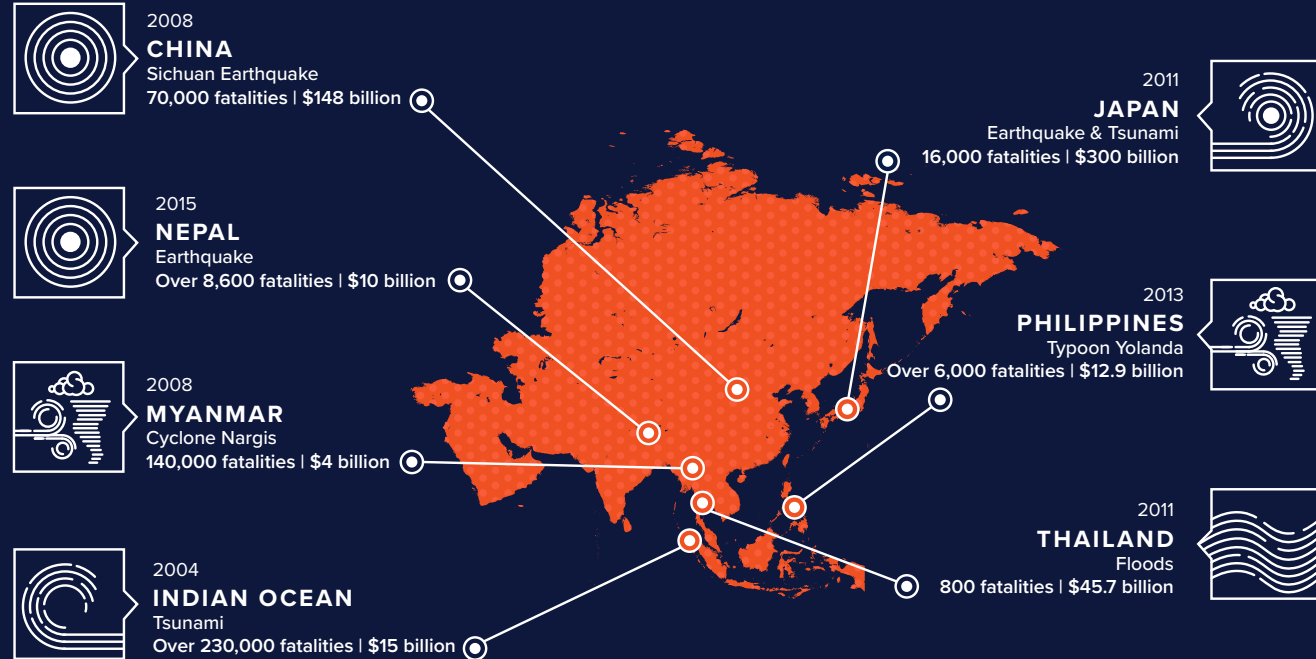 2008
CHINA
Sichuan Earthquake
70,000 fatalities | $148 billion
2015
NEPAL
Earthquake
Over 8,600 fatalities | $10 billion
2008
MYANMAR
Cyclone Nargis
140,000 fatalities | $4 billion
2004
INDIAN OCEAN
Tsunami
Over 230,000 fatalities | $15 billion
2011
JAPAN
Earthquake & Tsunami
16,000 fatalities | $300 billion
2013
PHILIPPINES
Typoon Yolanda
Over 6,000 fatalities | $12.9 billion
2011
THAILAND
Floods
800 fatalities | $45.7 billion